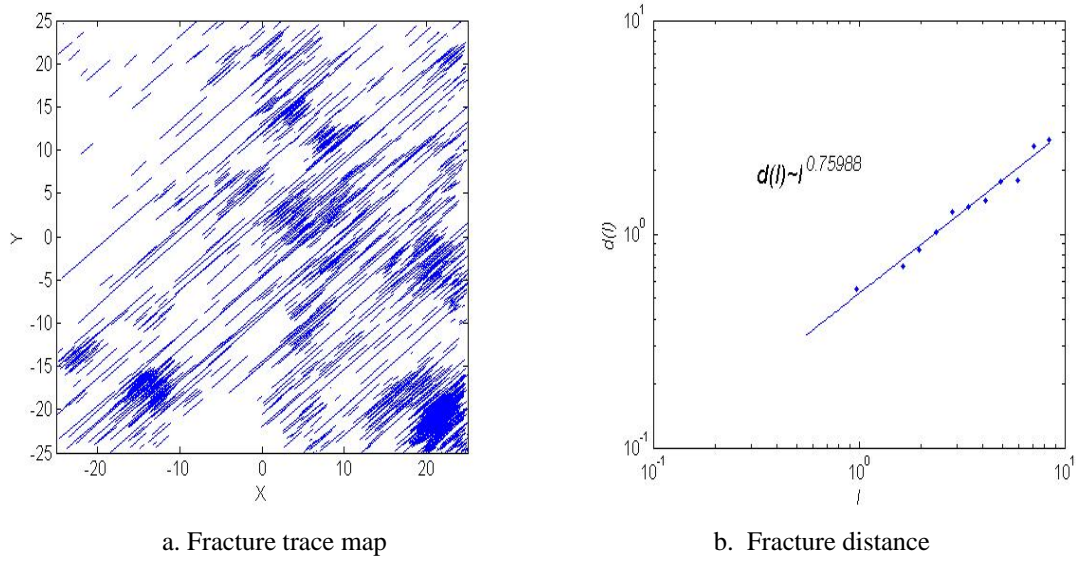 25
20
15
10
5
0
-5
-10
-15
-20
-25
Y
-20 -10 0 10 20
X
10^1
10^0
10^-1
d(l)
d(l)~l^0.75988
10^-1 10^0 10^1
l
a. Fracture trace map
b. Fracture distance